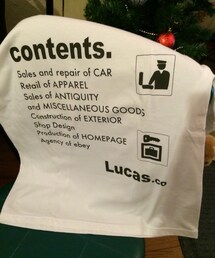 contents.
Sales and repair of CAR
Retail of APPAREL
Sales of ANTIQUITY
and MISCELLANEOUS GOODS
Construction of EXTERIOR
Shop Design
Production of HOMEPAGE
Agency of ebey
Lucas.co